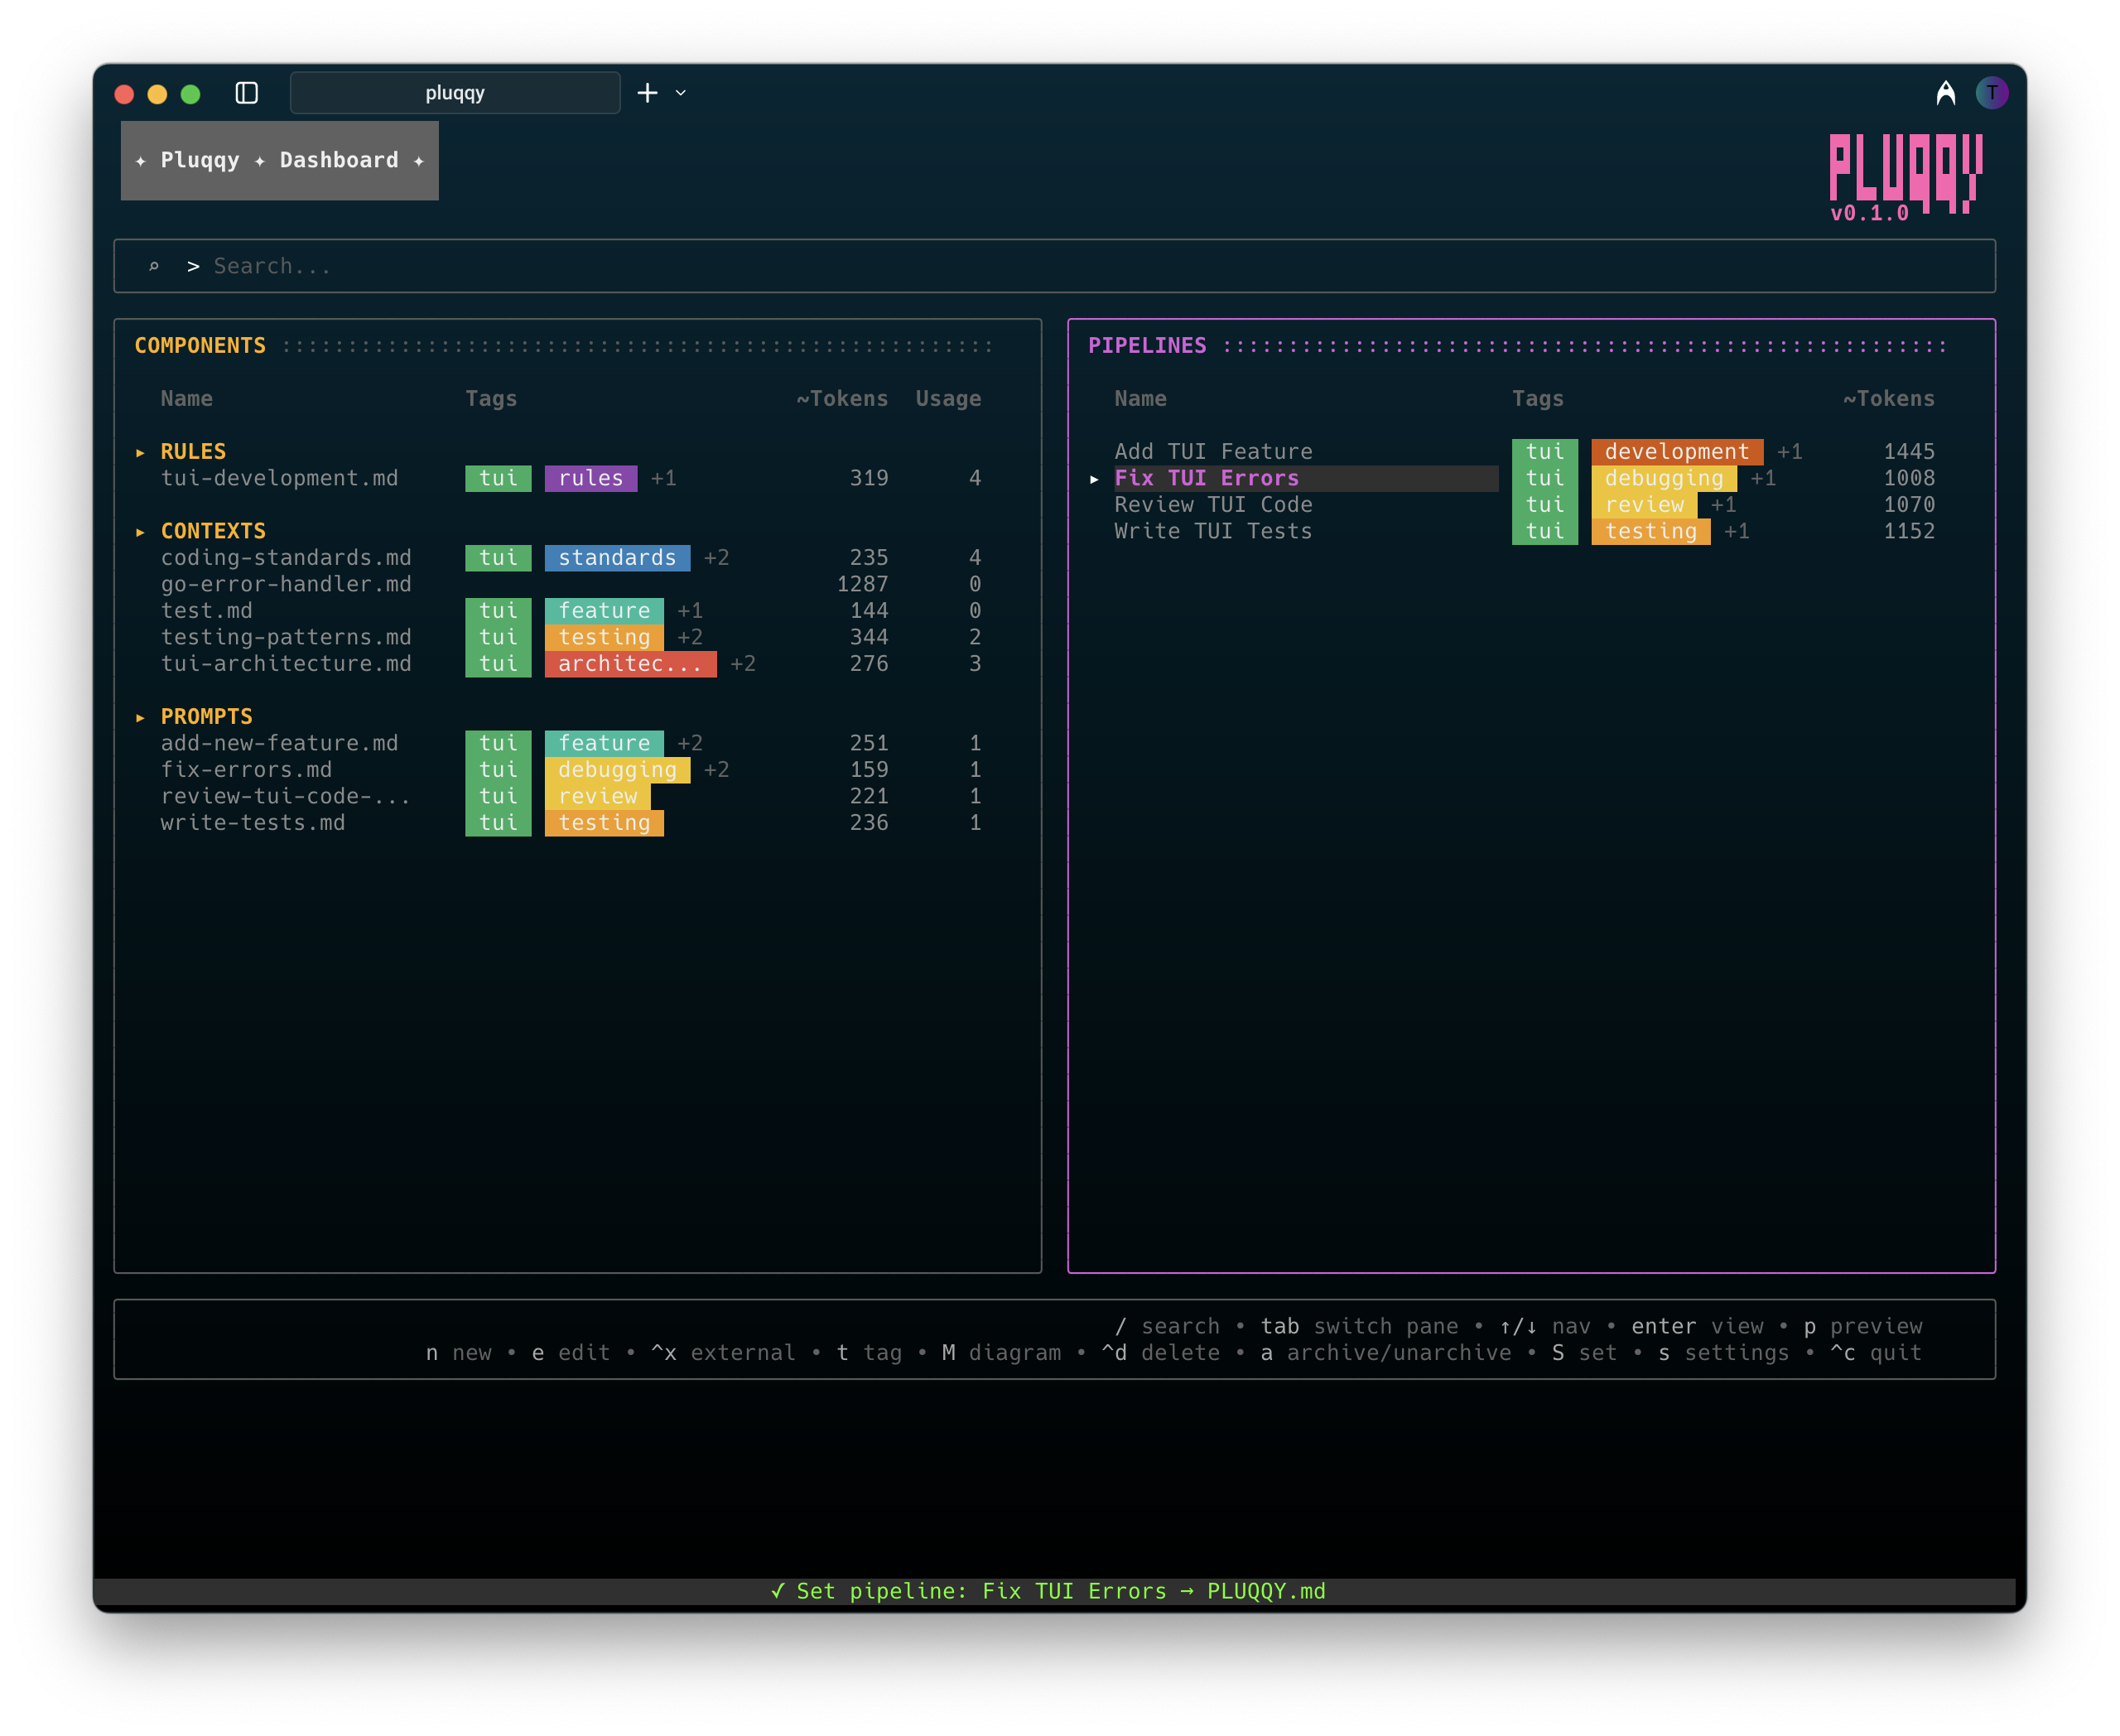 pluqqy
T
✦ Pluqqy ✦ Dashboard ✦
PLUQQY
v0.1.0
> Search...
COMPONENTS
Name Tags ~Tokens Usage
▸ RULES
tui-development.md tui rules +1 319 4
▸ CONTEXTS
coding-standards.md tui standards +2 235 4
go-error-handler.md 1287 0
test.md tui feature +1 144 0
testing-patterns.md tui testing +2 344 2
tui-architecture.md tui architec... +2 276 3
▸ PROMPTS
add-new-feature.md tui feature +2 251 1
fix-errors.md tui debugging +2 159 1
review-tui-code-... tui review 221 1
write-tests.md tui testing 236 1
PIPELINES
Name Tags ~Tokens
Add TUI Feature tui development +1 1445
▸ Fix TUI Errors tui debugging +1 1008
Review TUI Code tui review +1 1070
Write TUI Tests tui testing +1 1152
/ search • tab switch pane • ↑/↓ nav • enter view • p preview
n new • e edit • ^x external • t tag • M diagram • ^d delete • a archive/unarchive • S set • s settings • ^c quit
✓ Set pipeline: Fix TUI Errors → PLUQQY.md